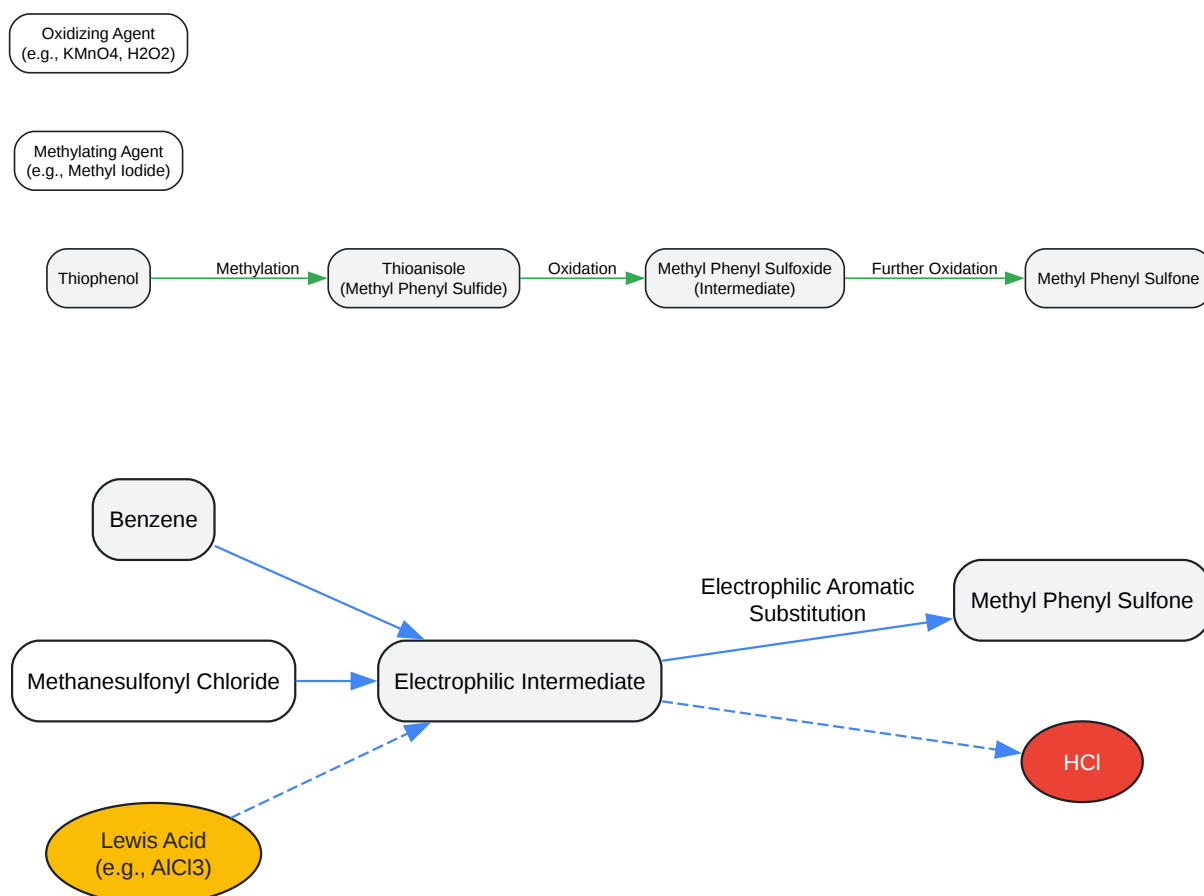 Oxidizing Agent
(e.g., KMnO4, H2O2)
Methylating Agent
(e.g., Methyl Iodide)
Thiophenol
Methylation
Thioanisole
(Methyl Phenyl Sulfide)
Oxidation
Methyl Phenyl Sulfoxide
(Intermediate)
Further Oxidation
Methyl Phenyl Sulfone
Benzene
Electrophilic Aromatic
Substitution
Methyl Phenyl Sulfone
Methanesulfonyl Chloride
Electrophilic Intermediate
HCl
Lewis Acid
(e.g., AlCl3)